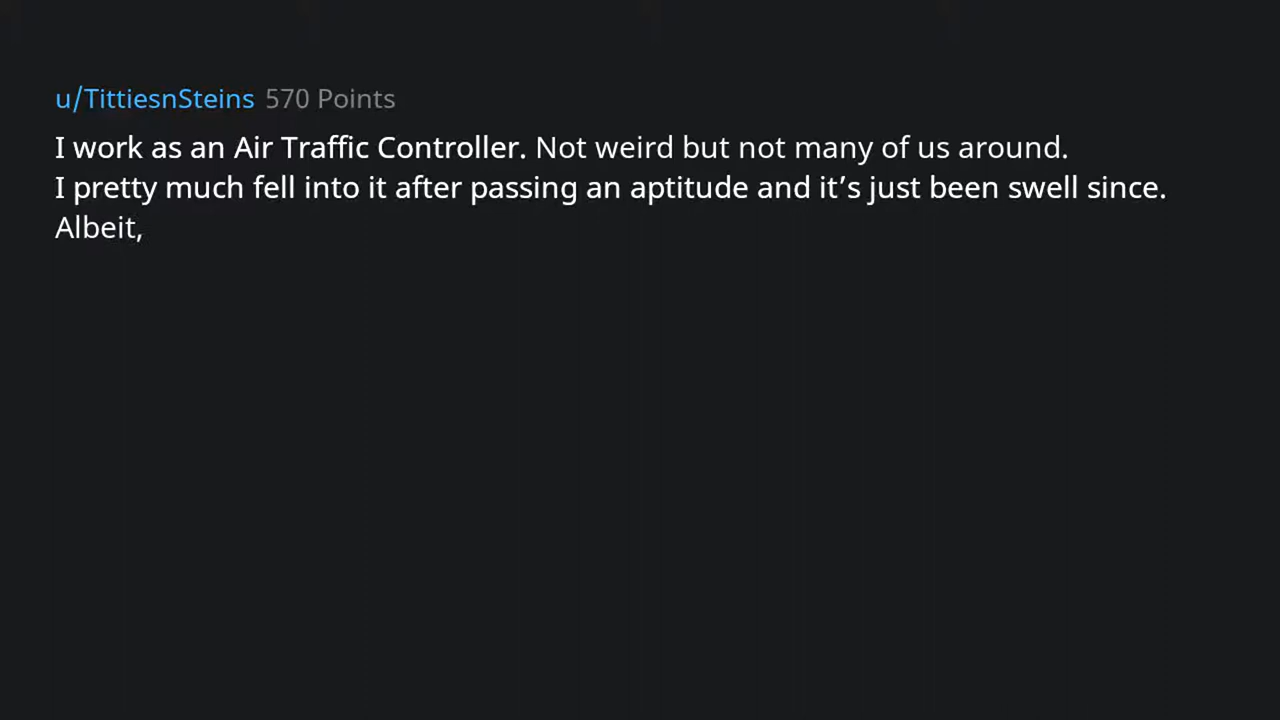 u/TittiesnSteins 570 Points
I work as an Air Traffic Controller. Not weird but not many of us around.
I pretty much fell into it after passing an aptitude and it’s just been swell since.
Albeit,